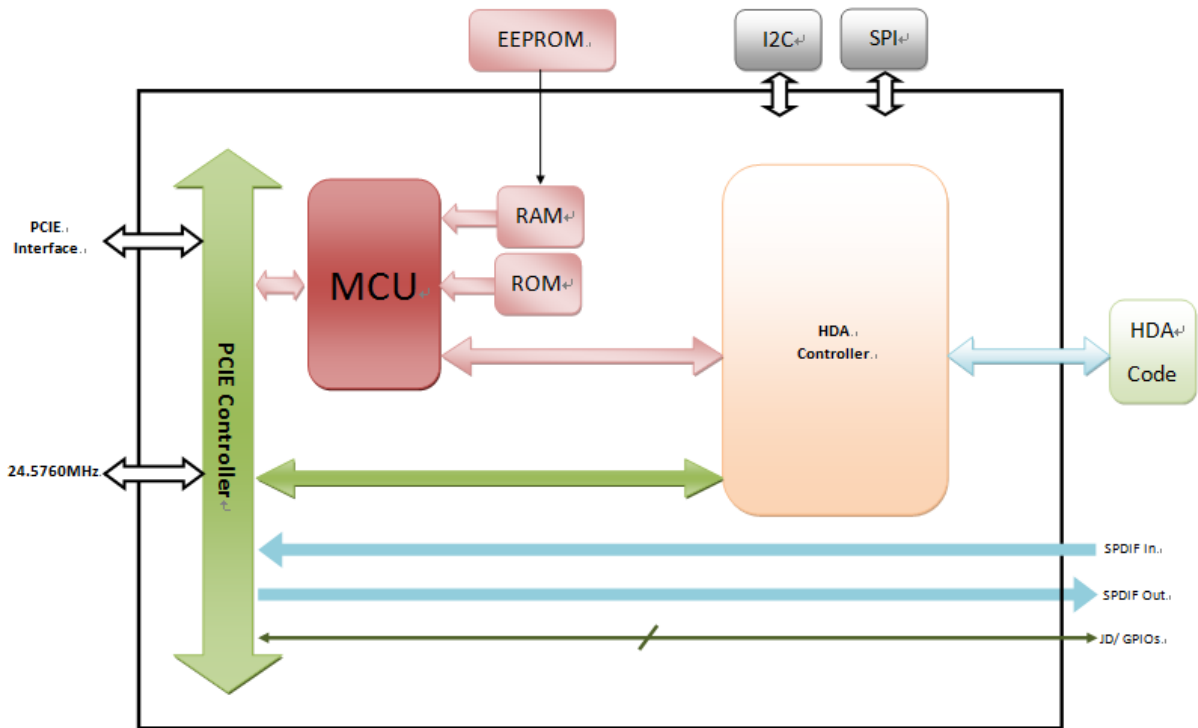 EEPROM.
I2C↵
SPI↵
RAM↵
PCIE.
Interface.
MCU↵
ROM↵
HDA.
Controller.
HDA↵
Code
PCIE Controller↵
24.5760MHz.
SPDIF In.
SPDIF Out.
JD/ GPIOs.